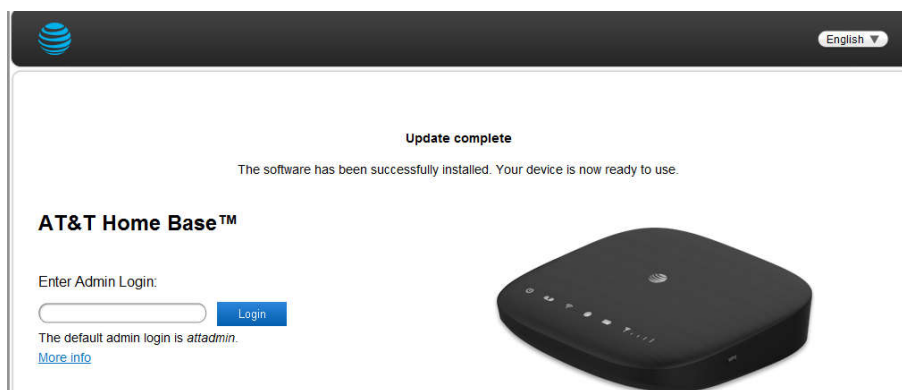 English
Update complete
The software has been successfully installed. Your device is now ready to use.
AT&T Home Base™
Enter Admin Login:
Login
The default admin login is attadmin.
More info